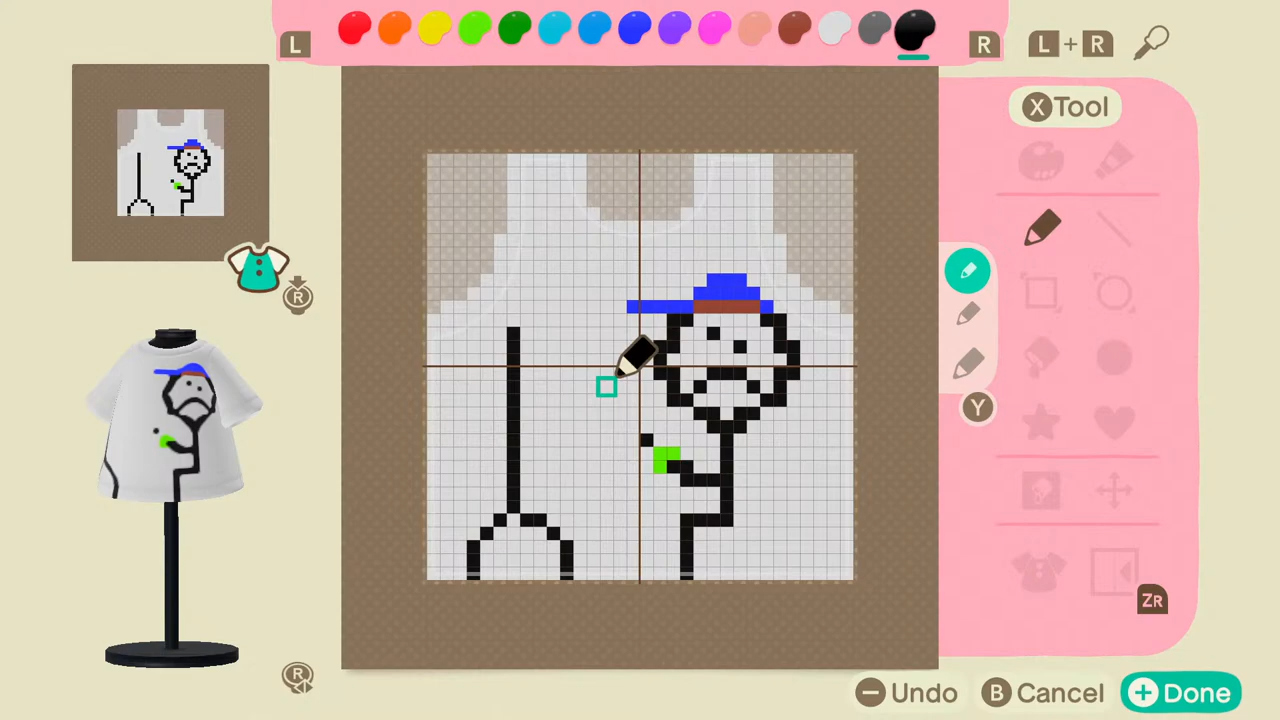 L
R
L + R
X Tool
R
Y
ZR
R
− Undo
B Cancel
+ Done